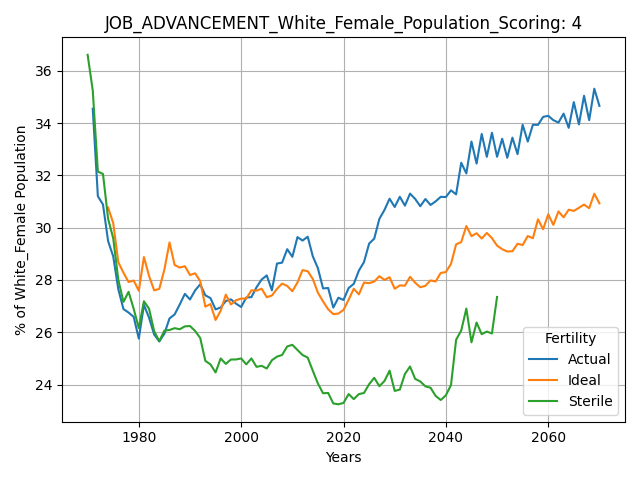 JOB_ADVANCEMENT_White_Female_Population_Scoring: 4
% of White_Female Population
36
34
32
30
28
26
24
1980
2000
2020
2040
2060
Years
Fertility
Actual
Ideal
Sterile